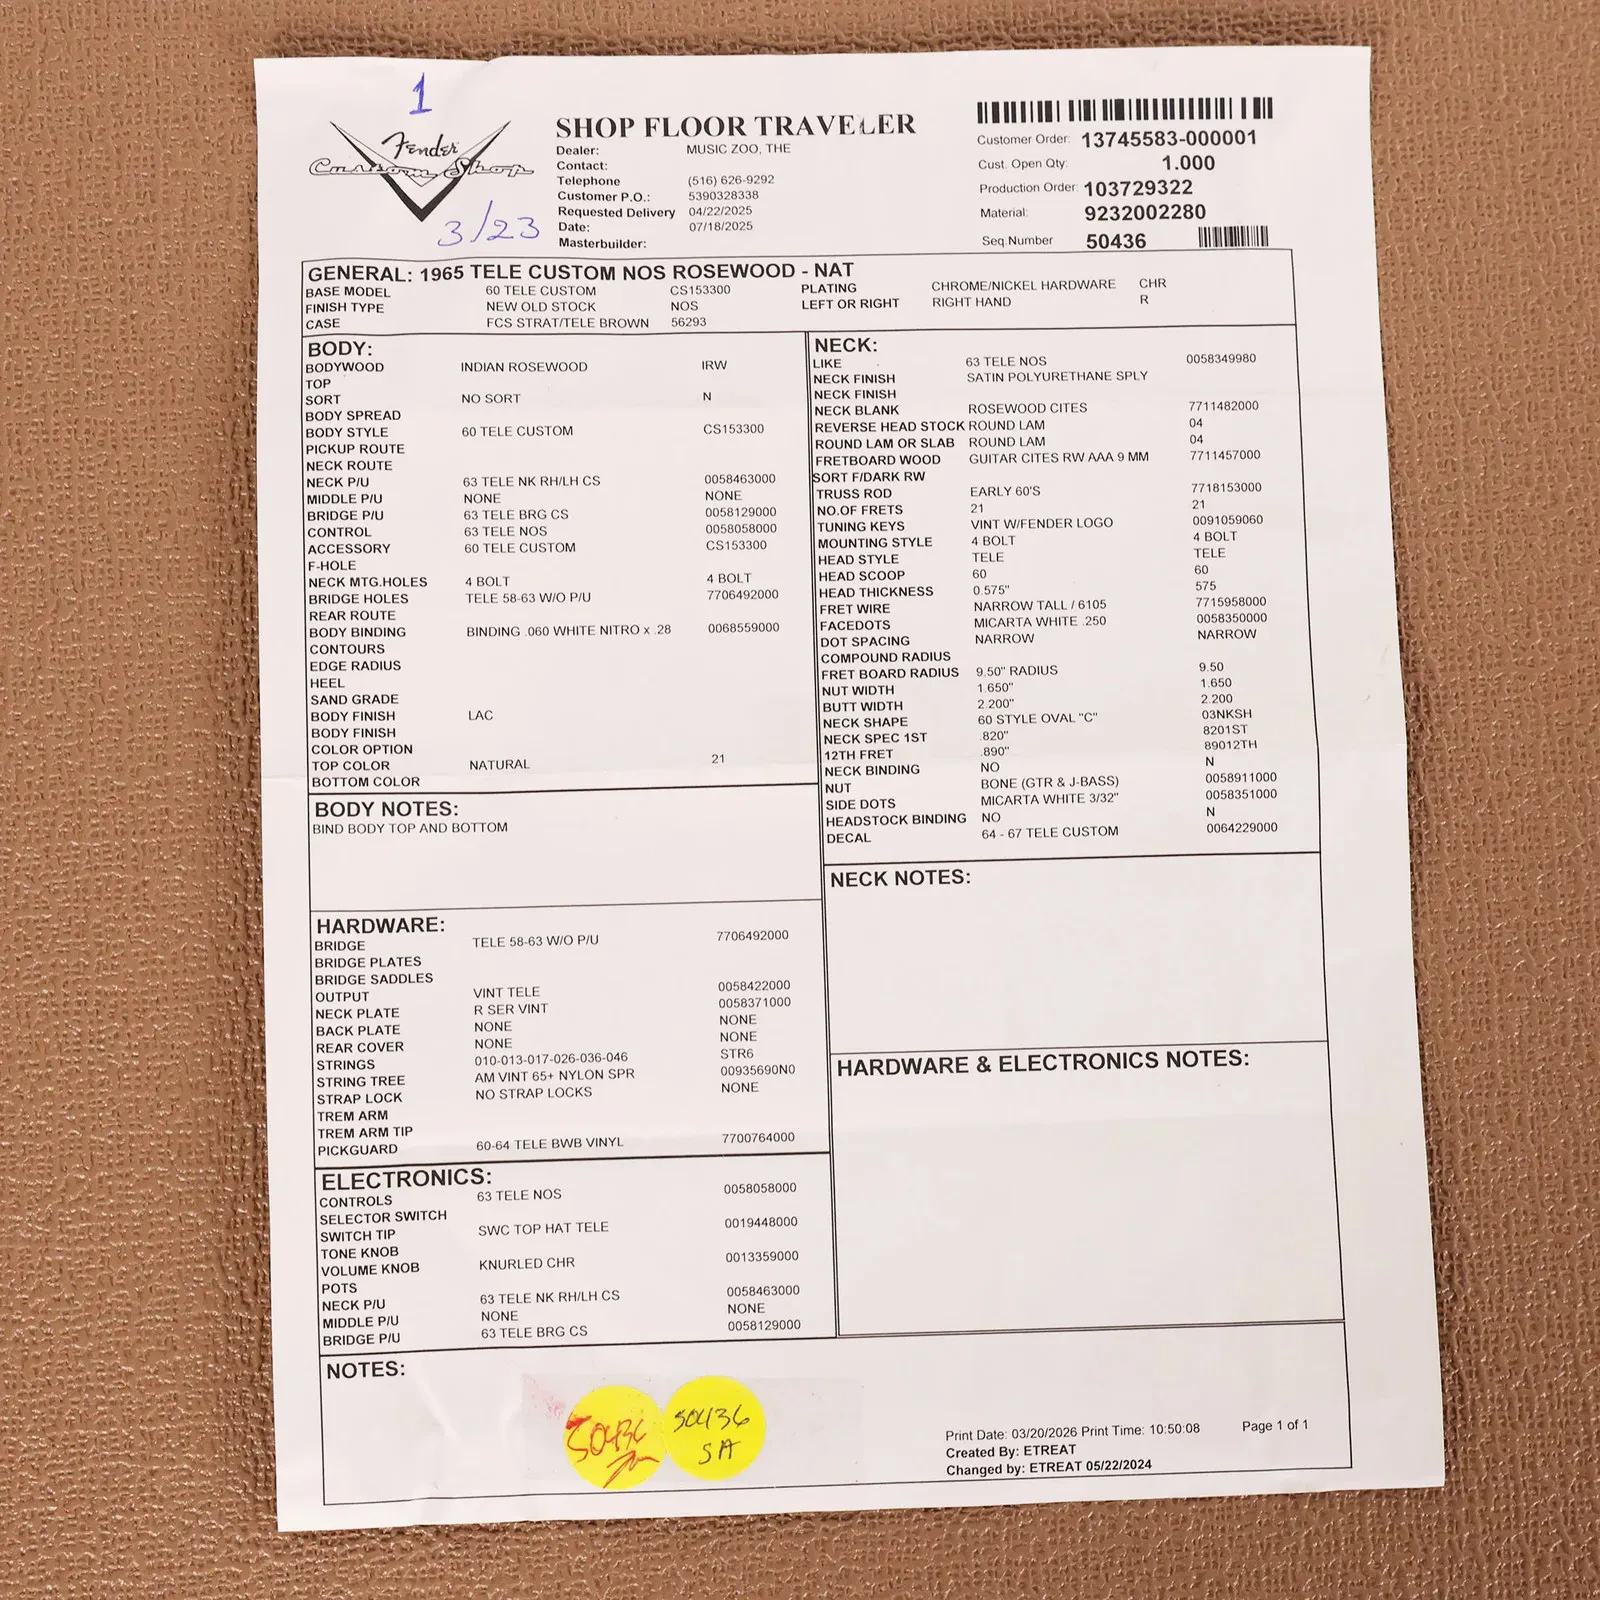 1
Fender
Custom Shop
3/23
SHOP FLOOR TRAVELER
Dealer: MUSIC ZOO, THE
Contact:
Telephone (516) 626-9292
Customer P.O.: 5390328338
Requested Delivery 04/22/2025
Date: 07/18/2025
Masterbuilder:
Customer Order: 13745583-000001
Cust. Open Qty: 1.000
Production Order: 103729322
Material: 9232002280
Seq.Number 50436
GENERAL: 1965 TELE CUSTOM NOS ROSEWOOD - NAT
BASE MODEL 60 TELE CUSTOM CS153300 PLATING CHROME/NICKEL HARDWARE CHR
FINISH TYPE NEW OLD STOCK NOS LEFT OR RIGHT RIGHT HAND R
CASE FCS STRAT/TELE BROWN 56293
BODY:
BODYWOOD INDIAN ROSEWOOD IRW
TOP
SORT NO SORT N
BODY SPREAD
BODY STYLE 60 TELE CUSTOM CS153300
PICKUP ROUTE
NECK ROUTE
NECK P/U 63 TELE NK RH/LH CS 0058463000
MIDDLE P/U NONE NONE
BRIDGE P/U 63 TELE BRG CS 0058129000
CONTROL 63 TELE NOS 0058058000
ACCESSORY 60 TELE CUSTOM CS153300
F-HOLE
NECK MTG.HOLES 4 BOLT 4 BOLT
BRIDGE HOLES TELE 58-63 W/O P/U 7706492000
REAR ROUTE
BODY BINDING BINDING .060 WHITE NITRO x .28 0068559000
CONTOURS
EDGE RADIUS
HEEL
SAND GRADE
BODY FINISH LAC
BODY FINISH
COLOR OPTION
TOP COLOR NATURAL 21
BOTTOM COLOR
BODY NOTES:
BIND BODY TOP AND BOTTOM
HARDWARE:
BRIDGE TELE 58-63 W/O P/U 7706492000
BRIDGE PLATES
BRIDGE SADDLES
OUTPUT VINT TELE 0058422000
NECK PLATE R SER VINT 0058371000
BACK PLATE NONE NONE
REAR COVER NONE NONE
STRINGS 010-013-017-026-036-046 STR6
STRING TREE AM VINT 65+ NYLON SPR 00935690N0
STRAP LOCK NO STRAP LOCKS NONE
TREM ARM
TREM ARM TIP
PICKGUARD 60-64 TELE BWB VINYL 7700764000
ELECTRONICS:
CONTROLS 63 TELE NOS 0058058000
SELECTOR SWITCH
SWITCH TIP SWC TOP HAT TELE 0019448000
TONE KNOB
VOLUME KNOB KNURLED CHR 0013359000
POTS
NECK P/U 63 TELE NK RH/LH CS 0058463000
MIDDLE P/U NONE NONE
BRIDGE P/U 63 TELE BRG CS 0058129000
NECK:
LIKE 63 TELE NOS 0058349980
NECK FINISH SATIN POLYURETHANE SPLY
NECK FINISH
NECK BLANK ROSEWOOD CITES 7711482000
REVERSE HEAD STOCK ROUND LAM 04
ROUND LAM OR SLAB ROUND LAM 04
FRETBOARD WOOD GUITAR CITES RW AAA 9 MM 7711457000
SORT F/DARK RW
TRUSS ROD EARLY 60'S 7718153000
NO.OF FRETS 21 21
TUNING KEYS VINT W/FENDER LOGO 0091059060
MOUNTING STYLE 4 BOLT 4 BOLT
HEAD STYLE TELE TELE
HEAD SCOOP 60 60
HEAD THICKNESS 0.575" 575
FRET WIRE NARROW TALL / 6105 7715958000
FACEDOTS MICARTA WHITE .250 0058350000
DOT SPACING NARROW NARROW
COMPOUND RADIUS
FRET BOARD RADIUS 9.50" RADIUS 9.50
NUT WIDTH 1.650" 1.650
BUTT WIDTH 2.200" 2.200
NECK SHAPE 60 STYLE OVAL "C" 03NKSH
NECK SPEC 1ST .820" 8201ST
12TH FRET .890" 89012TH
NECK BINDING NO N
NUT BONE (GTR & J-BASS) 0058911000
SIDE DOTS MICARTA WHITE 3/32" 0058351000
HEADSTOCK BINDING NO N
DECAL 64 - 67 TELE CUSTOM 0064229000
NECK NOTES:
HARDWARE & ELECTRONICS NOTES:
NOTES:
50436
50436
SA
Print Date: 03/20/2026 Print Time: 10:50:08 Page 1 of 1
Created By: ETREAT
Changed by: ETREAT 05/22/2024